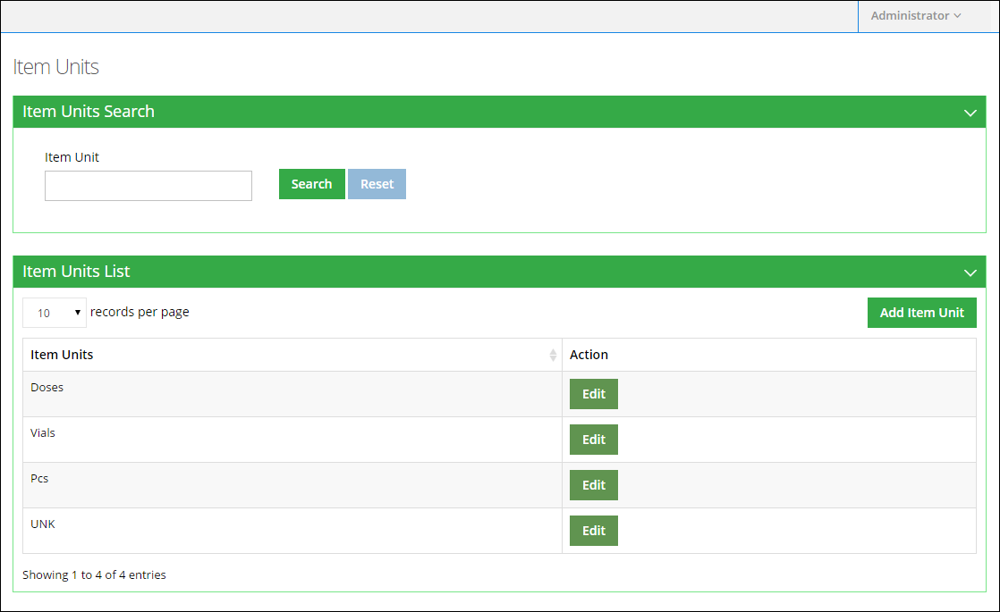 Administrator
Item Units
Item Units Search
Item Unit
Search Reset
Item Units List
10 records per page Add Item Unit
Item Units Action
Doses Edit
Vials Edit
Pcs Edit
UNK Edit
Showing 1 to 4 of 4 entries